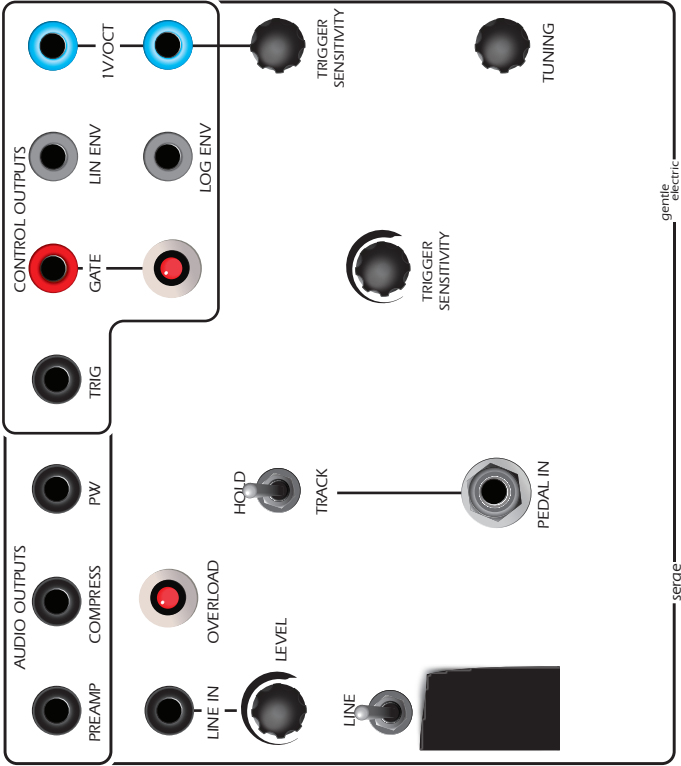 AUDIO OUTPUTS
CONTROL OUTPUTS
PREAMP
COMPRESS
PW
TRIG
GATE
LIN ENV
1V/OCT
LINE IN
OVERLOAD
LOG ENV
HOLD
LEVEL
TRACK
TRIGGER
SENSITIVITY
LINE
TRIGGER
SENSITIVITY
PEDAL IN
TUNING
serge
gentle
electric